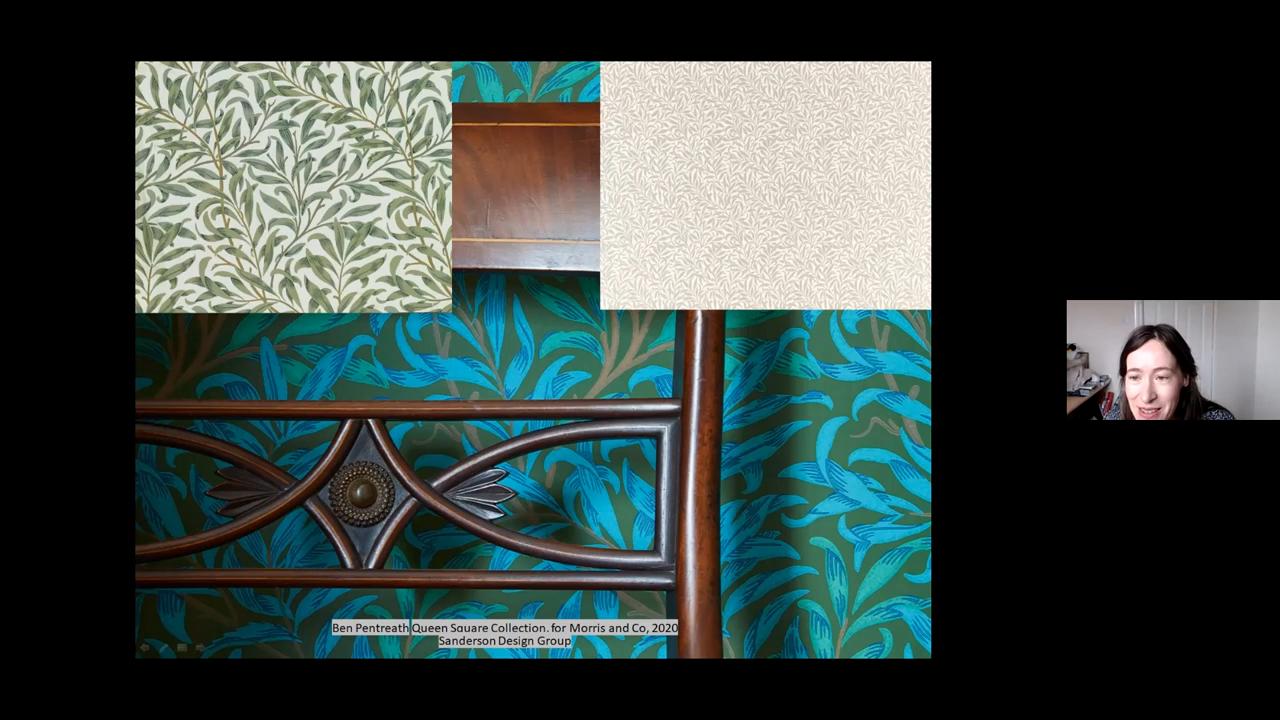 Ben Pentreath Queen Square Collection. for Morris and Co, 2020
Sanderson Design Group